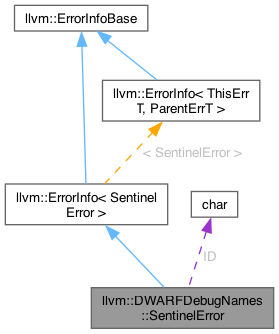 llvm::ErrorInfoBase
llvm::ErrorInfo< ThisErr
T, ParentErrT >
< SentinelError >
llvm::ErrorInfo< Sentinel
Error >
char
ID
llvm::DWARFDebugNames
::SentinelError